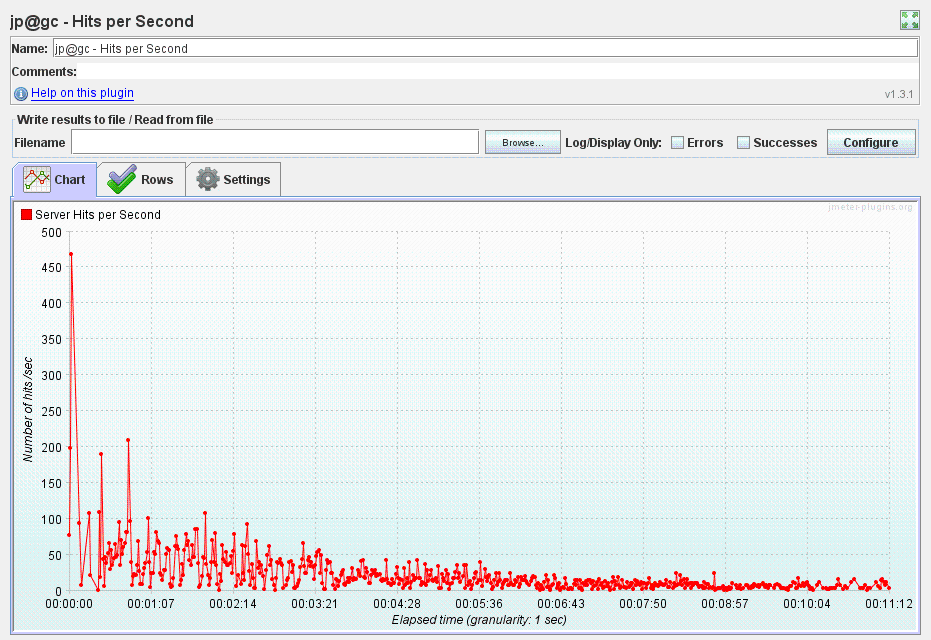 jp@gc - Hits per Second
Name: jp@gc - Hits per Second
Comments:
Help on this plugin
v1.3.1
Write results to file / Read from file
Filename Browse... Log/Display Only: Errors Successes Configure
Chart Rows Settings
Server Hits per Second
jmeter-plugins.org
500
450
400
350
300
250
200
150
100
50
0
Number of hits /sec
00:00:00 00:01:07 00:02:14 00:03:21 00:04:28 00:05:36 00:06:43 00:07:50 00:08:57 00:10:04 00:11:12
Elapsed time (granularity: 1 sec)